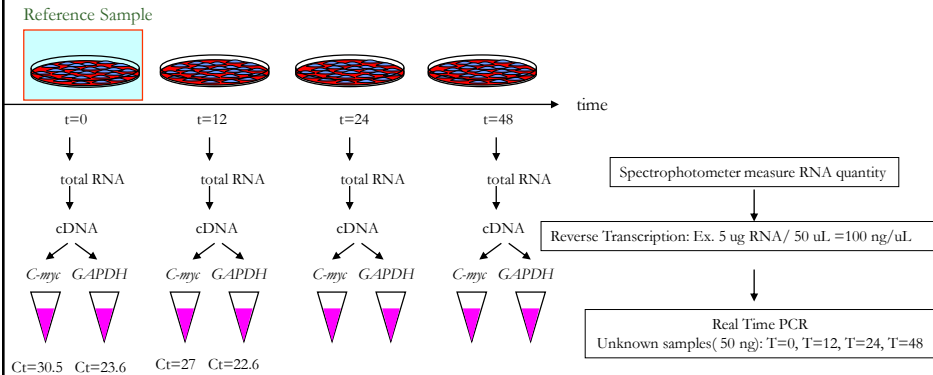 Reference Sample
time
t=0 t=12 t=24 t=48
total RNA total RNA total RNA total RNA
cDNA cDNA cDNA cDNA
C-myc GAPDH C-myc GAPDH C-myc GAPDH C-myc GAPDH
Ct=30.5 Ct=23.6 Ct=27 Ct=22.6
Spectrophotometer measure RNA quantity
Reverse Transcription: Ex. 5 ug RNA/ 50 uL =100 ng/uL
Real Time PCR
Unknown samples( 50 ng): T=0, T=12, T=24, T=48